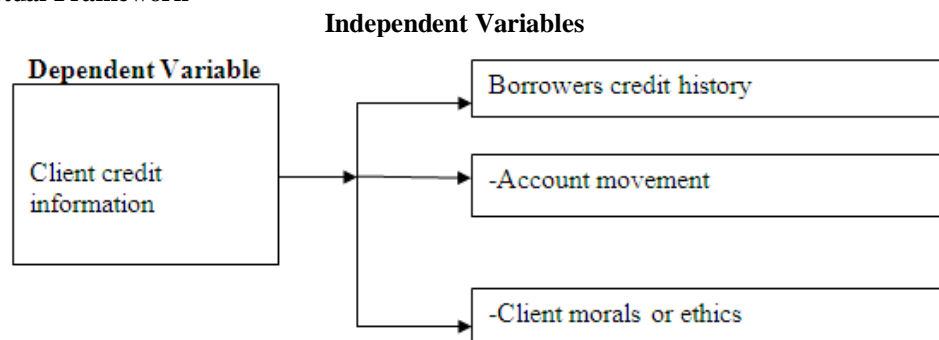 Independent Variables
Dependent Variable
Client credit
information
Borrowers credit history
-Account movement
-Client morals or ethics